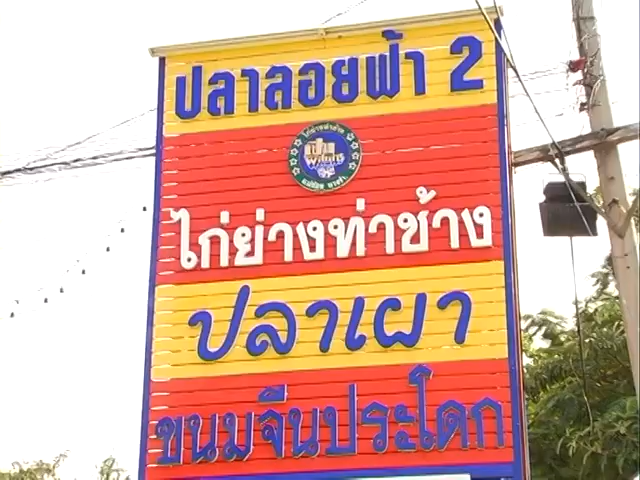 ปลาลอยฟ้า 2
ไก่ย่างท่าช้าง
ปลาเผา
ขนมจีนประโดก